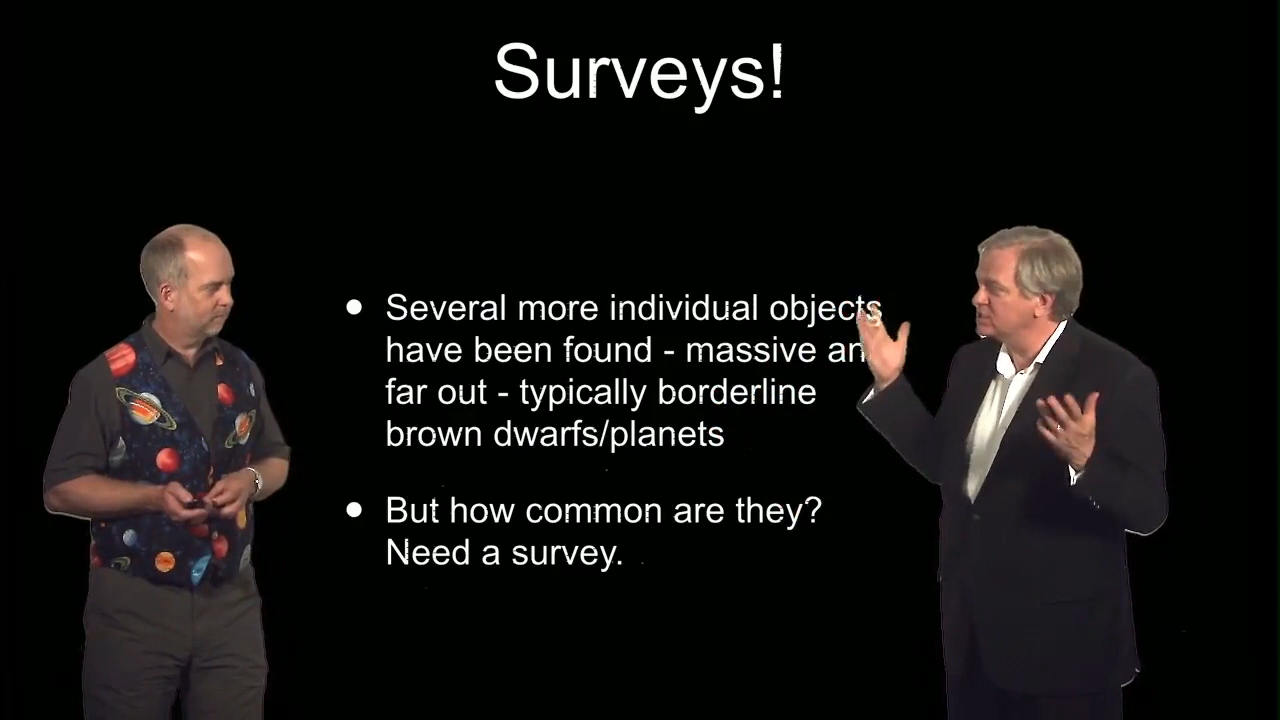 Surveys!
• Several more individual objects
have been found - massive an
far out - typically borderline
brown dwarfs/planets
• But how common are they?
Need a survey.